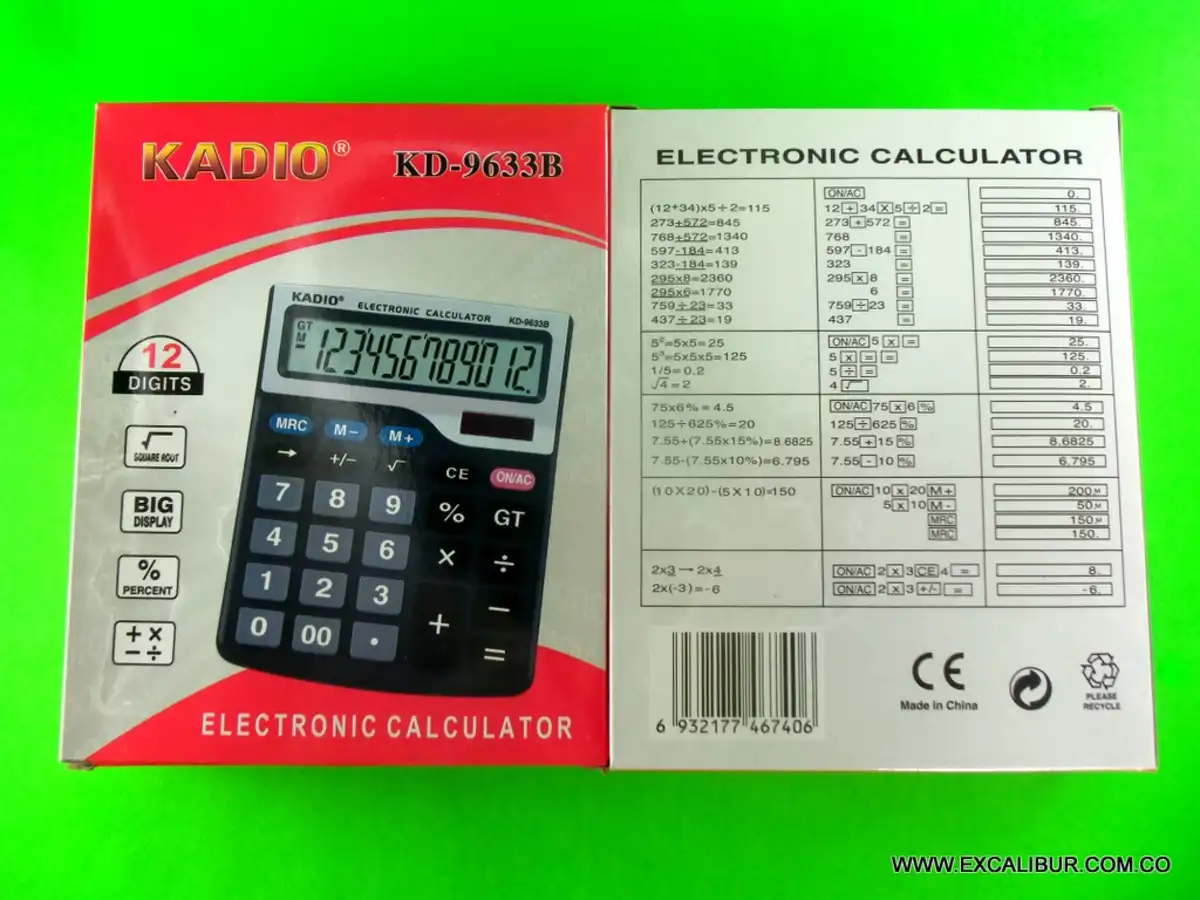 KADIO®
KD-9633B
KADIO®
ELECTRONIC CALCULATOR
KD-9633B
GT
M
123456789012.
12
DIGITS
√
SQUARE ROUT
BIG
DISPLAY
%
PERCENT
+ ×
− ÷
MRC M− M+
→ +/− √ CE ON/AC
7 8 9 % GT
4 5 6 × ÷
1 2 3 + −
0 00 · =
ELECTRONIC CALCULATOR
ELECTRONIC CALCULATOR
ON/AC 0.
(12+34)x5÷2=115 12 + 34 X 5 ÷ 2 = 115.
273+572=845 273 + 572 = 845.
768+572=1340 768 = 1340.
597-184=413 597 - 184 = 413.
323-184=139 323 = 139.
295x8=2360 295 x 8 = 2360.
295x6=1770 6 = 1770.
759÷23=33 759 ÷ 23 = 33.
437÷23=19 437 = 19.
5²=5x5=25 ON/AC 5 x = 25.
5³=5x5x5=125 5 x = = 125.
1/5=0.2 5 ÷ = 0.2
√4=2 4 √ 2.
75x6%=4.5 ON/AC 75 x 6 % 4.5
125÷625%=20 125 ÷ 625 % 20.
7.55+(7.55x15%)=8.6825 7.55 + 15 % 8.6825
7.55-(7.55x10%)=6.795 7.55 - 10 % 6.795
(10X20)-(5X10)=150 ON/AC 10 x 20 M+ 200.M
5 x 10 M- 50.M
MRC 150.M
MRC 150.
2x3→2x4 ON/AC 2 x 3 CE 4 = 8.
2x(-3)=-6 ON/AC 2 x 3 +/- = -6.
6 932177 467406
CE
Made in China
PLEASE
RECYCLE
WWW.EXCALIBUR.COM.CO